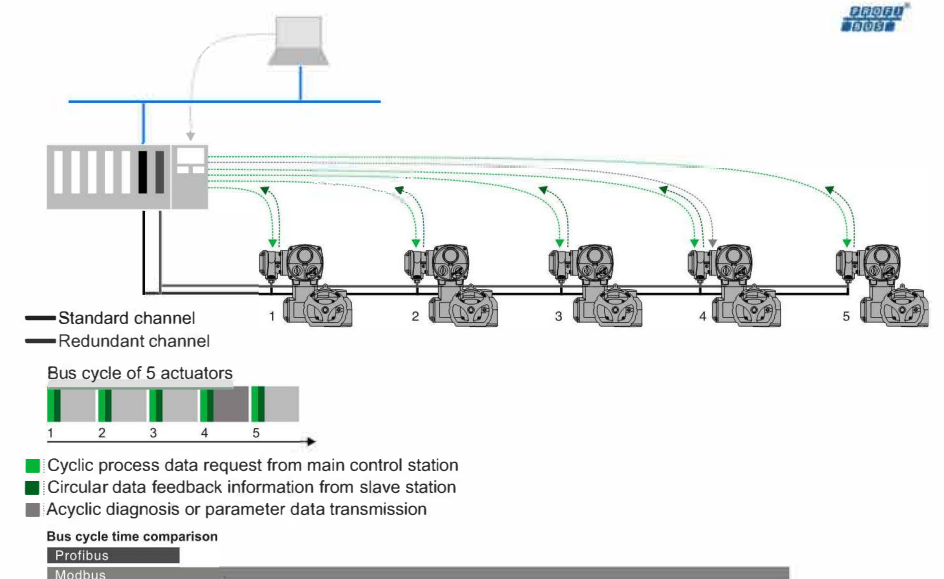 PROFI
BUS
1
2
3
4
5
Standard channel
Redundant channel
Bus cycle of 5 actuators
1 2 3 4 5
Cyclic process data request from main control station
Circular data feedback information from slave station
Acyclic diagnosis or parameter data transmission
Bus cycle time comparison
Profibus
Modbus